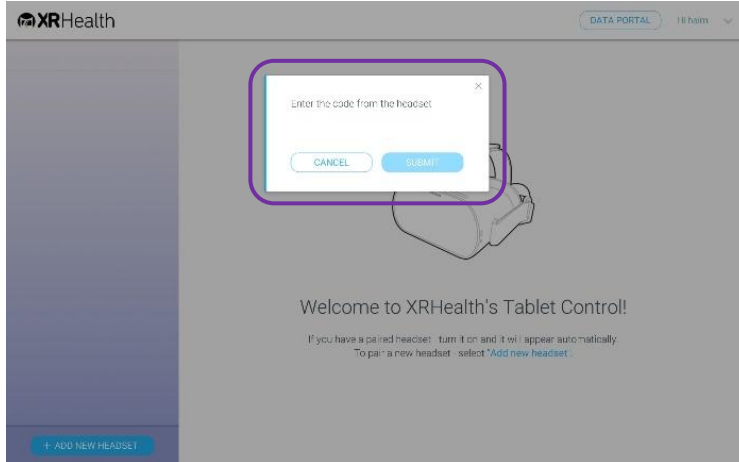 XRHealth
DATA PORTAL
Hi haim
Enter the code from the headset
CANCEL
SUBMIT
Welcome to XRHealth's Tablet Control!
If you have a paired headset - turn it on and it will appear automatically.
To pair a new headset - select "Add new headset".
+ ADD NEW HEADSET